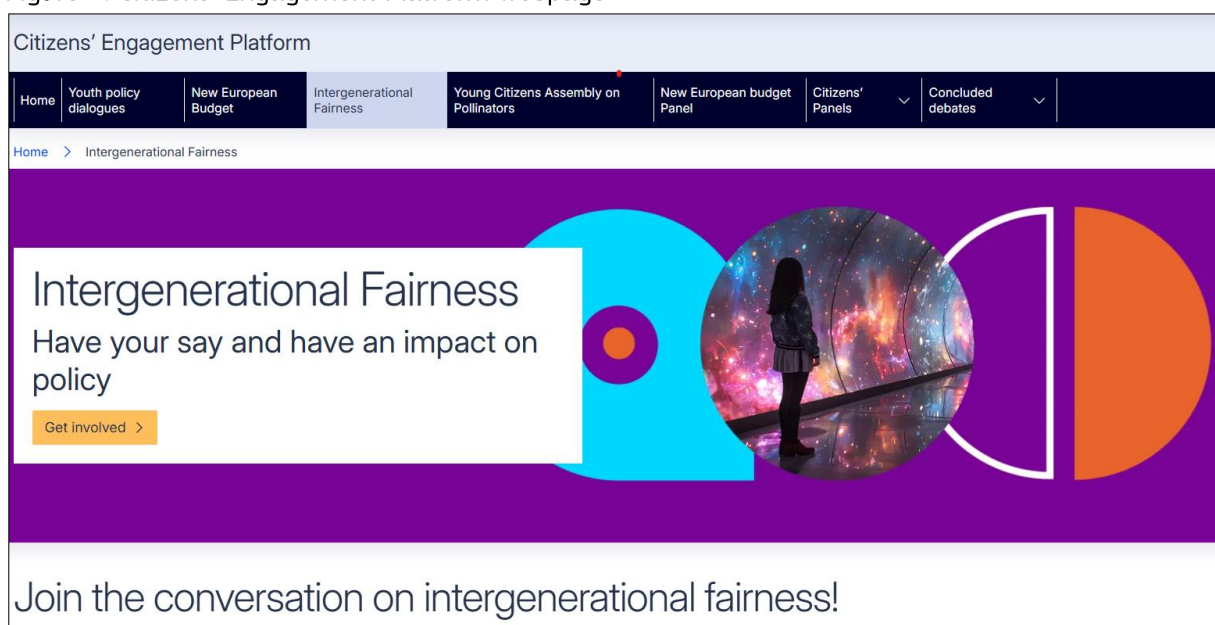 Citizens' Engagement Platform
Home
Youth policy
dialogues
New European
Budget
Intergenerational
Fairness
Young Citizens Assembly on
Pollinators
New European budget
Panel
Citizens'
Panels
Concluded
debates
Home > Intergenerational Fairness
Intergenerational Fairness
Have your say and have an impact on
policy
Get involved >
Join the conversation on intergenerational fairness!